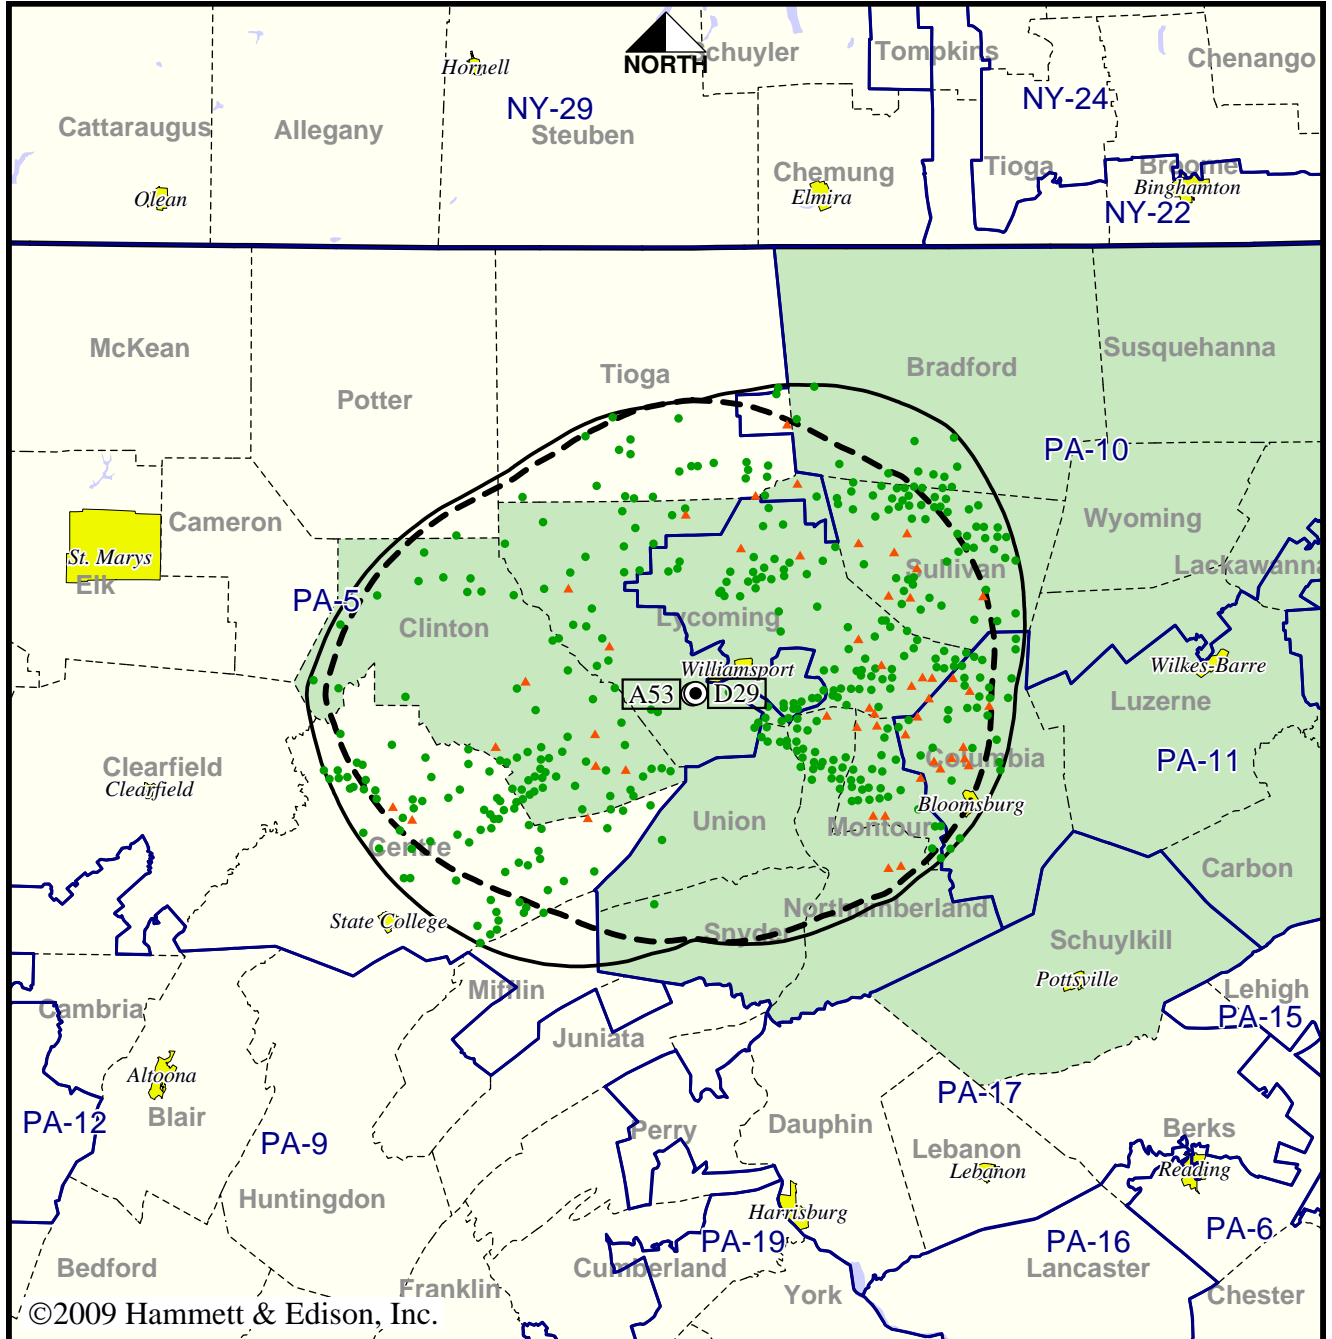 Schuyler
Tompkins
Chenango
Hornell
NORTH
NY-29
NY-24
Cattaraugus
Allegany
Steuben
Chemung
Tioga
Broome
Olean
Elmira
Binghamton
NY-22
McKean
Susquehanna
Bradford
Tioga
Potter
PA-10
Cameron
Wyoming
St. Marys
Elk
Lackawanna
Sullivan
PA-5
Clinton
Lycoming
Williamsport
Wilkes-Barre
A53
D29
Luzerne
Clearfield
Columbia
PA-11
Clearfield
Bloomsburg
Union
Montour
Centre
Carbon
State College
Northumberland
Snyder
Schuylkill
Pottsville
Mifflin
Lehigh
Cambria
PA-15
Juniata
Altoona
PA-17
Blair
PA-12
Dauphin
Perry
Berks
PA-9
Lebanon
Lebanon
Reading
Huntingdon
Harrisburg
PA-6
PA-19
PA-16
Bedford
Cumberland
Lancaster
Franklin
York
Chester
©2009 Hammett & Edison, Inc.